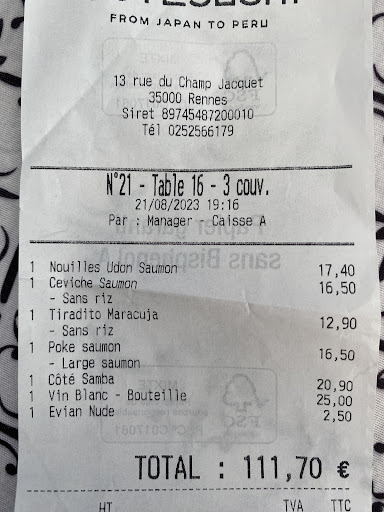 FROM JAPAN TO PERU
13 rue du Champ Jacquet
35000 Rennes
Siret 89745487200010
Tél 0252566179
N°21 - Table 16 - 3 couv.
21/08/2023 19:16
Par : Manager - Caisse A
1 Nouilles Udon Saumon 17,40
1 Ceviche Saumon 16,50
- Sans riz
1 Tiradito Maracuja 12,90
- Sans riz
1 Poke saumon 16,50
- Large saumon
1 Côté Samba 20,90
1 Vin Blanc - Bouteille 25,00
1 Evian Nude 2,50
TOTAL : 111,70 €
HT TVA TTC